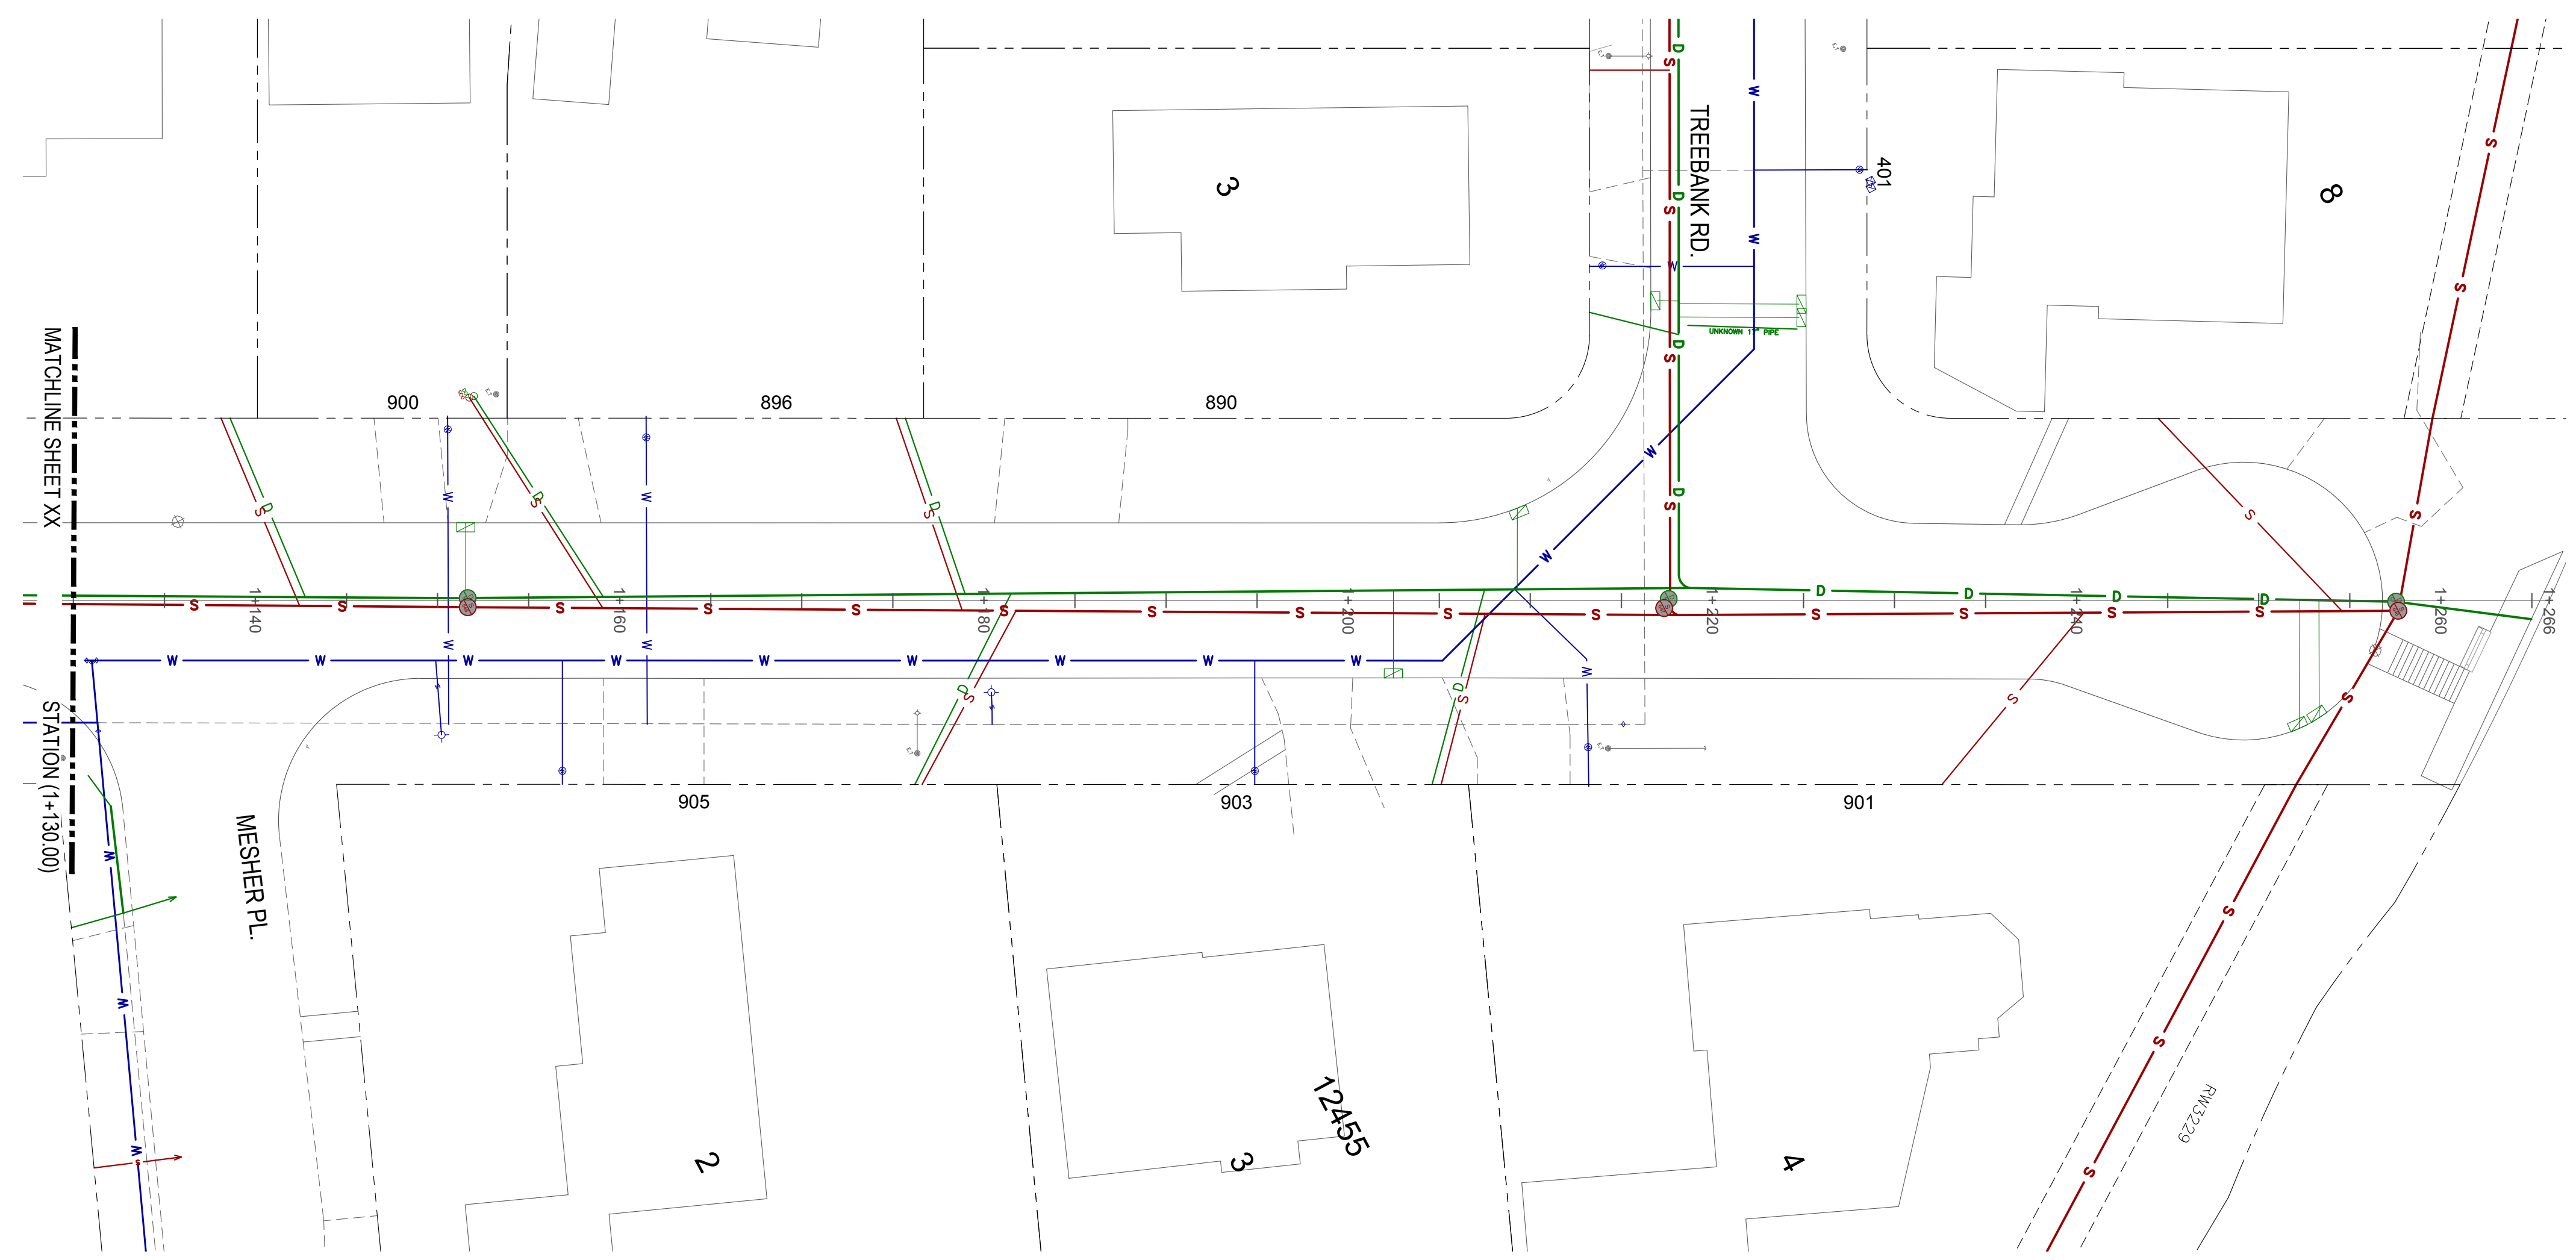 TREEBANK RD.
401
3
8
UNKNOWN 12" PIPE
900
896
890
MATCHLINE SHEET XX
STATION (1+130.00)
1+140
1+160
1+180
1+200
1+220
1+240
1+260
1+266
905
903
901
MESHER PL.
2
3
12455
4
RW3229
D
S
W